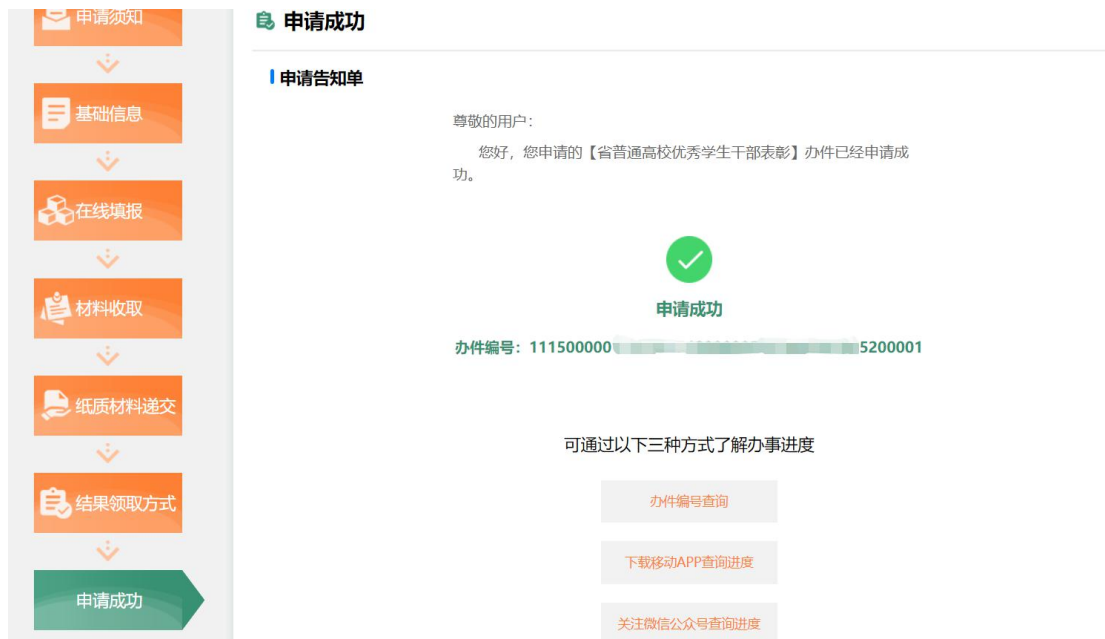 申请须知
基础信息
在线填报
材料收取
纸质材料递交
结果领取方式
申请成功
申请成功
申请告知单
尊敬的用户：
您好，您申请的【省普通高校优秀学生干部表彰】办件已经申请成
功。
申请成功
办件编号：111500000 5200001
可通过以下三种方式了解办事进度
办件编号查询
下载移动APP查询进度
关注微信公众号查询进度